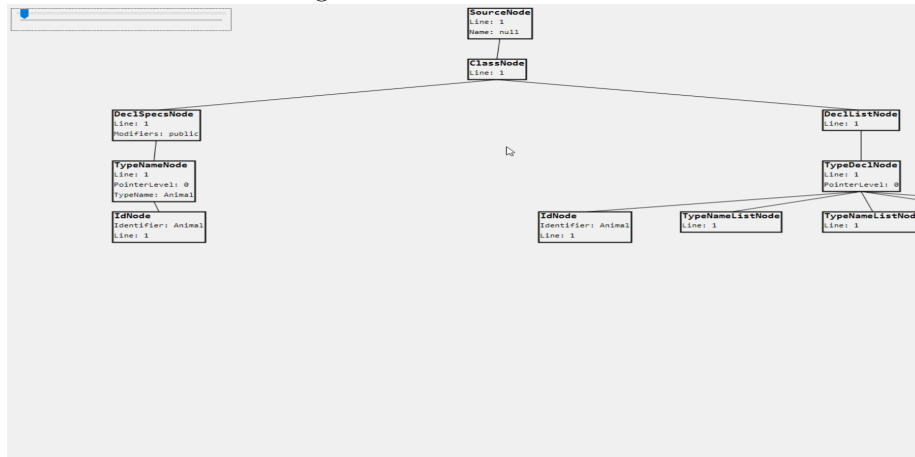 SourceNode
Line: 1
Name: null
ClassNode
Line: 1
DeclSpecsNode
Line: 1
Modifiers: public
DeclListNode
Line: 1
TypeNameNode
Line: 1
PointerLevel: 0
TypeName: Animal
TypeDeclNode
Line: 1
PointerLevel: 0
IdNode
Identifier: Animal
Line: 1
IdNode
Identifier: Animal
Line: 1
TypeNameListNode
Line: 1
TypeNameListNod
Line: 1